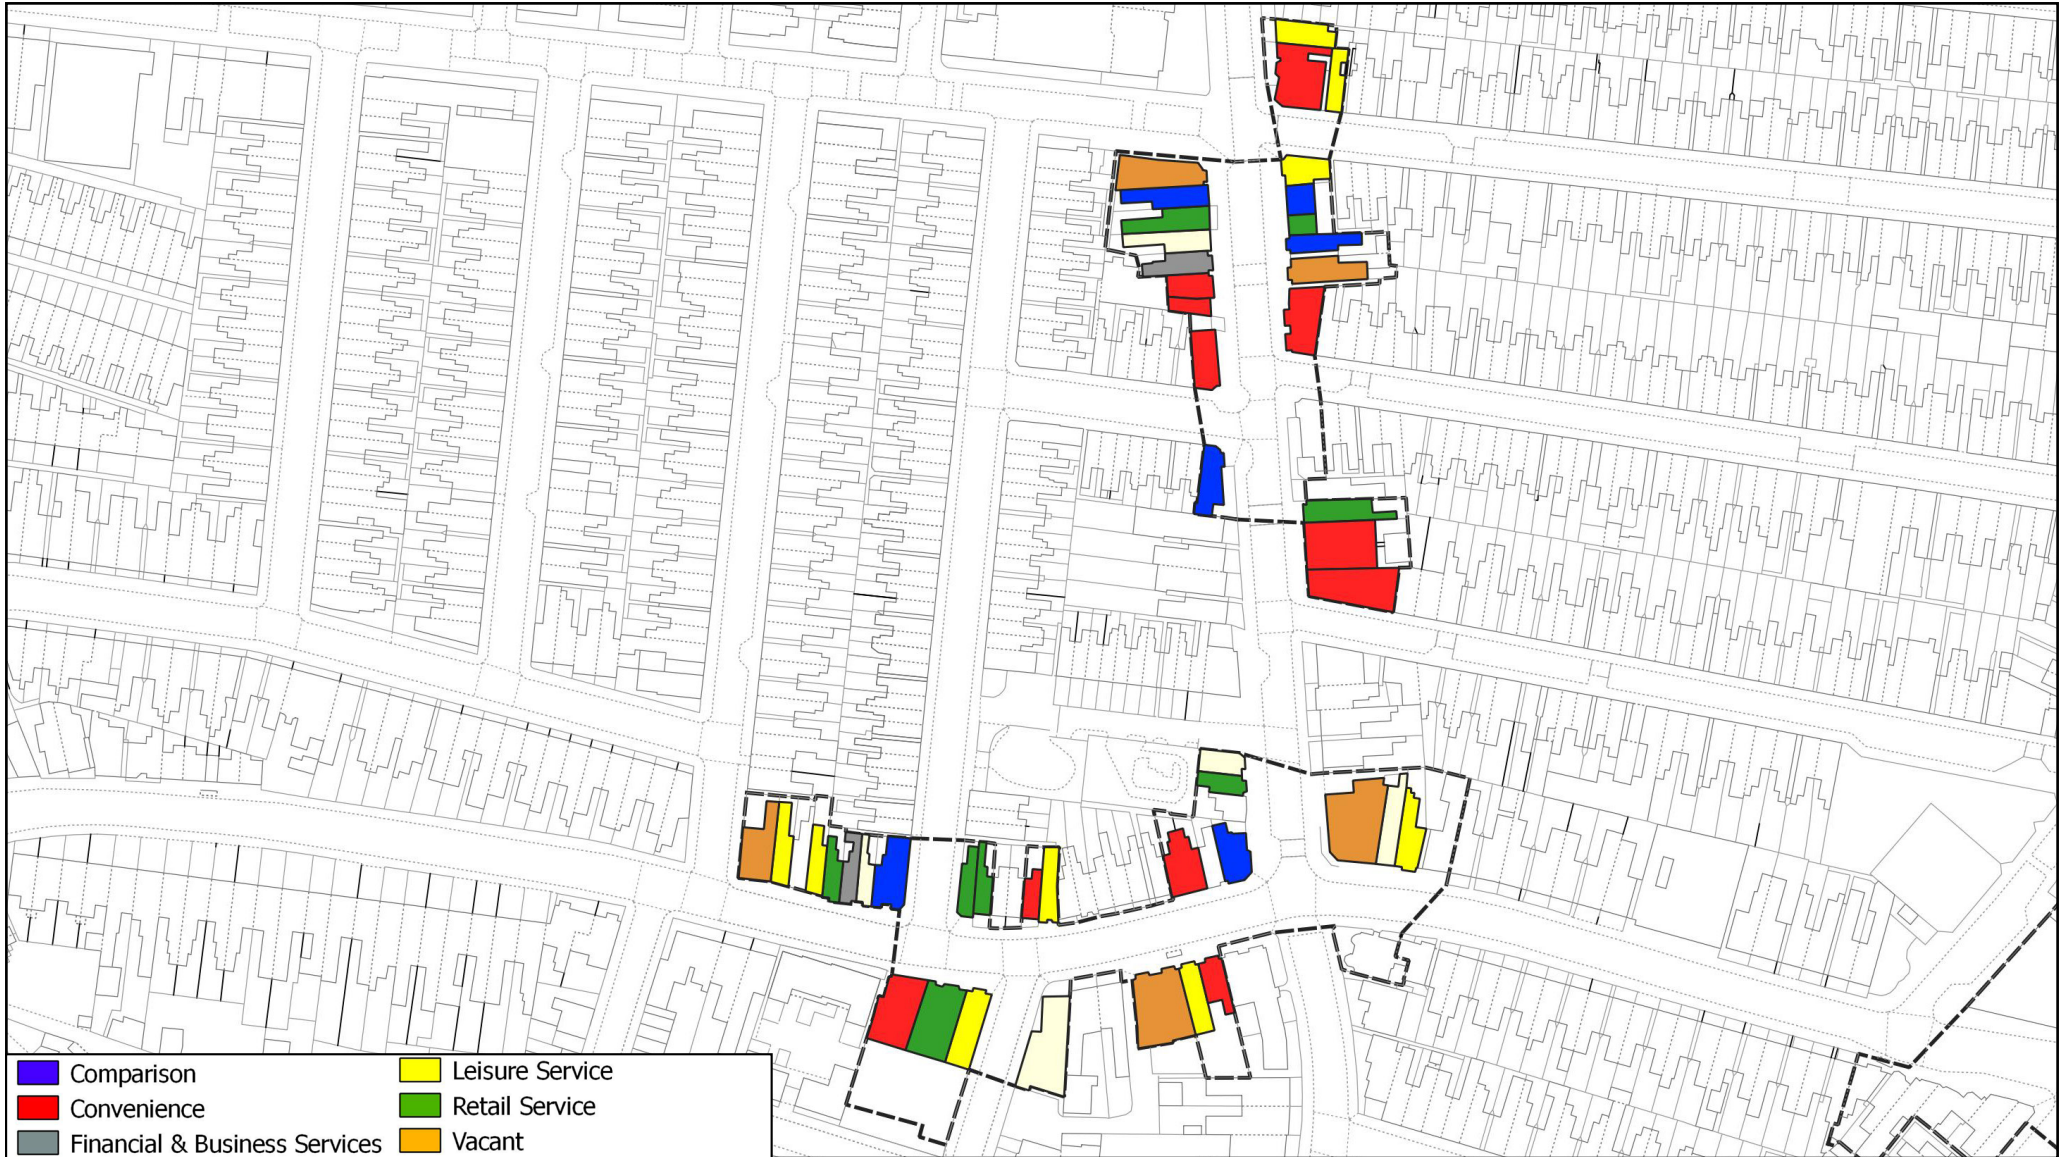 Comparison
Convenience
Financial & Business Services
Leisure Service
Retail Service
Vacant